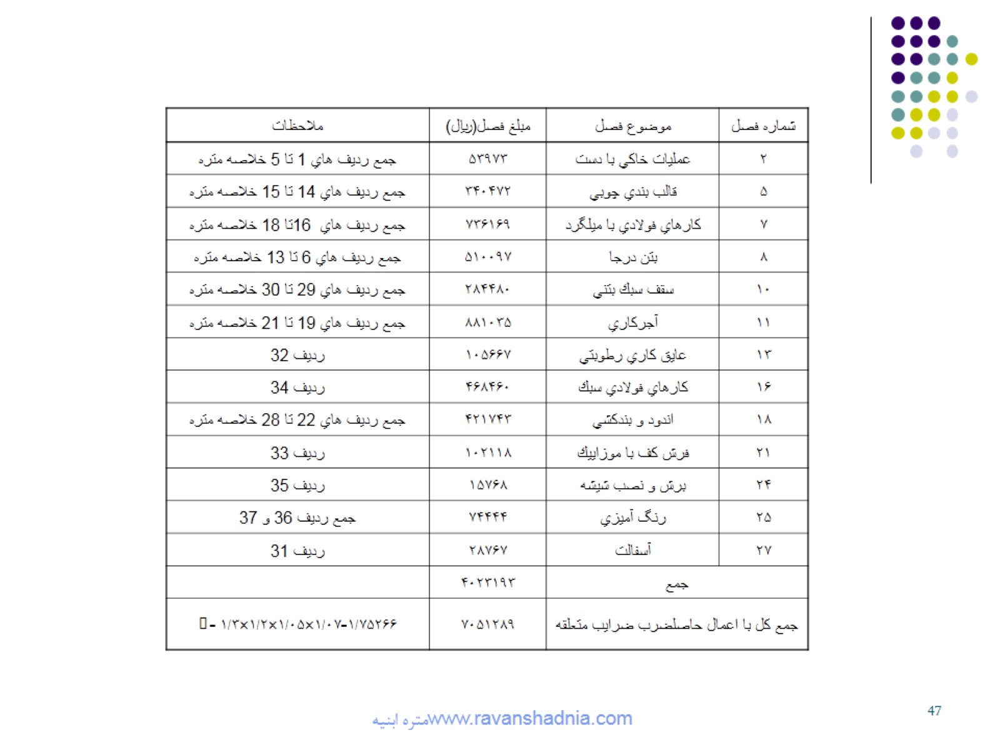 شماره فصل موضوع فصل مبلغ فصل(ريال) ملاحظات
۲ عمليات خاكي با دست ۵۳۹۷۳ جمع رديف هاي 1 تا 5 خلاصه متره
۵ قالب بندي چوبي ۳۴۰۴۷۲ جمع رديف هاي 14 تا 15 خلاصه متره
۷ كارهاي فولادي با ميلگرد ۷۳۶۱۶۹ جمع رديف هاي 16تا 18 خلاصه متره
۸ بتن درجا ۵۱۰۰۹۷ جمع رديف هاي 6 تا 13 خلاصه متره
۱۰ سقف سبك بتني ۲۸۴۴۸۰ جمع رديف هاي 29 تا 30 خلاصه متره
۱۱ آجركاري ۸۸۱۰۳۵ جمع رديف هاي 19 تا 21 خلاصه متره
۱۳ عايق كاري رطوبتي ۱۰۵۶۶۷ رديف 32
۱۶ كارهاي فولادي سبك ۴۶۸۴۶۰ رديف 34
۱۸ اندود و بندكشي ۴۲۱۷۴۳ جمع رديف هاي 22 تا 28 خلاصه متره
۲۱ فرش كف با موزاييك ۱۰۲۱۱۸ رديف 33
۲۴ برش و نصب شيشه ۱۵۷۶۸ رديف 35
۲۵ رنگ آميزي ۷۴۴۴۴ جمع رديف 36 و 37
۲۷ آسفالت ۲۸۷۶۷ رديف 31
جمع ۴۰۲۳۱۹۳
جمع كل با اعمال حاصلضرب ضرايب متعلقه ۷۰۵۱۲۸۹ ۱/۳×۱/۲×۱/۰۵×۱/۰۷=۱/۷۵۲۶۶
متره ابنیهwww.ravanshadnia.com
47